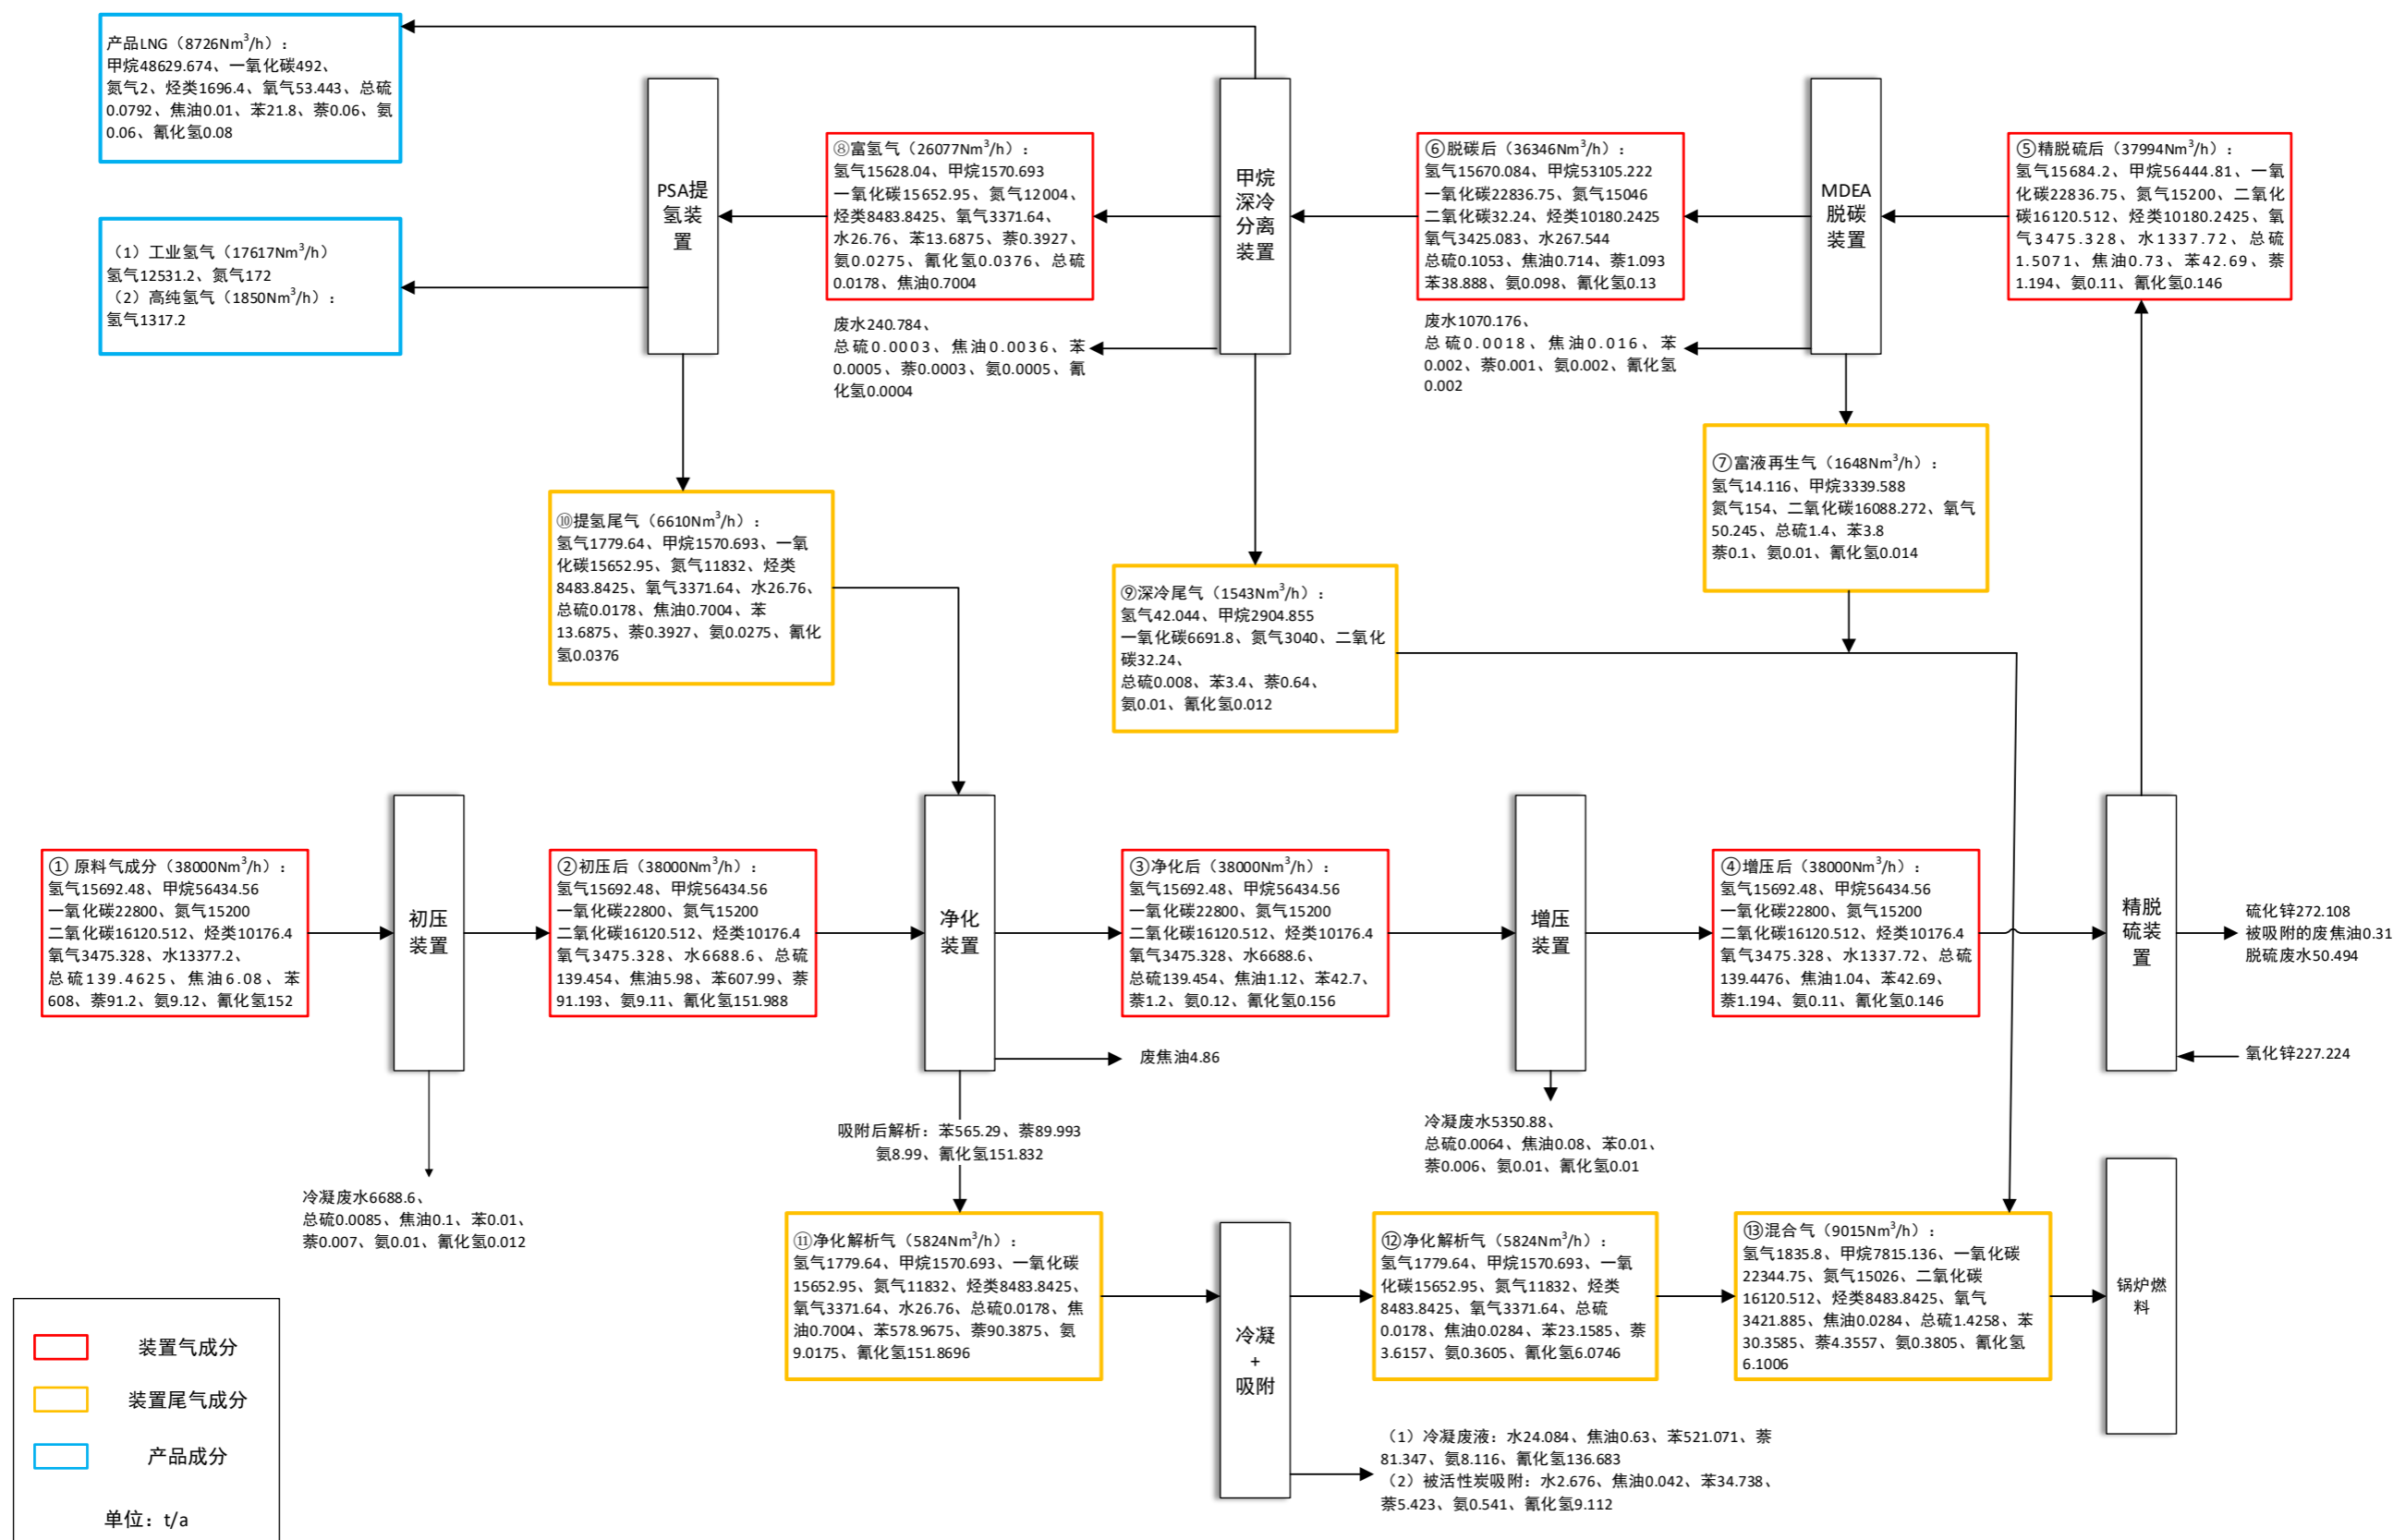 产品LNG（8726Nm³/h）：
甲烷48629.674、一氧化碳492、
氮气2、烃类1696.4、氧气53.443、总硫
0.0792、焦油0.01、苯21.8、萘0.06、氨
0.06、氰化氢0.08
（1）工业氢气（17617Nm³/h）
氢气12531.2、氮气172
（2）高纯氢气（1850Nm³/h）：
氢气1317.2
PSA提
氢装
置
⑧富氢气（26077Nm³/h）：
氢气15628.04、甲烷1570.693
一氧化碳15652.95、氮气12004、
烃类8483.8425、氧气3371.64、
水26.76、苯13.6875、萘0.3927、
氨0.0275、氰化氢0.0376、总硫
0.0178、焦油0.7004
废水240.784、
总硫0.0003、焦油0.0036、苯
0.0005、萘0.0003、氨0.0005、氰
化氢0.0004
甲烷
深冷
分离
装置
⑥脱碳后（36346Nm³/h）：
氢气15670.084、甲烷53105.222
一氧化碳22836.75、氮气15046
二氧化碳32.24、烃类10180.2425
氧气3425.083、水267.544
总硫0.1053、焦油0.714、萘1.093
苯38.888、氨0.098、氰化氢0.13
废水1070.176、
总硫0.0018、焦油0.016、苯
0.002、萘0.001、氨0.002、氰化氢
0.002
MDEA
脱碳
装置
⑤精脱硫后（37994Nm³/h）：
氢气15684.2、甲烷56444.81、一氧
化碳22836.75、氮气15200、二氧化
碳16120.512、烃类10180.2425、氧
气3475.328、水1337.72、总硫
1.5071、焦油0.73、苯42.69、萘
1.194、氨0.11、氰化氢0.146
⑦富液再生气（1648Nm³/h）：
氢气14.116、甲烷3339.588
氮气154、二氧化碳16088.272、氧气
50.245、总硫1.4、苯3.8
萘0.1、氨0.01、氰化氢0.014
⑩提氢尾气（6610Nm³/h）：
氢气1779.64、甲烷1570.693、一氧
化碳15652.95、氮气11832、烃类
8483.8425、氧气3371.64、水26.76、
总硫0.0178、焦油0.7004、苯
13.6875、萘0.3927、氨0.0275、氰化
氢0.0376
⑨深冷尾气（1543Nm³/h）：
氢气42.044、甲烷2904.855
一氧化碳6691.8、氮气3040、二氧化
碳32.24、
总硫0.008、苯3.4、萘0.64、
氨0.01、氰化氢0.012
① 原料气成分（38000Nm³/h）：
氢气15692.48、甲烷56434.56
一氧化碳22800、氮气15200
二氧化碳16120.512、烃类10176.4
氧气3475.328、水13377.2、
总硫139.4625、焦油6.08、苯
608、萘91.2、氨9.12、氰化氢152
初压
装置
②初压后（38000Nm³/h）：
氢气15692.48、甲烷56434.56
一氧化碳22800、氮气15200
二氧化碳16120.512、烃类10176.4
氧气3475.328、水6688.6、总硫
139.454、焦油5.98、苯607.99、萘
91.193、氨9.11、氰化氢151.988
净化
装置
③净化后（38000Nm³/h）：
氢气15692.48、甲烷56434.56
一氧化碳22800、氮气15200
二氧化碳16120.512、烃类10176.4
氧气3475.328、水6688.6、
总硫139.454、焦油1.12、苯42.7、
萘1.2、氨0.12、氰化氢0.156
增压
装置
④增压后（38000Nm³/h）：
氢气15692.48、甲烷56434.56
一氧化碳22800、氮气15200
二氧化碳16120.512、烃类10176.4
氧气3475.328、水1337.72、总硫
139.4476、焦油1.04、苯42.69、
萘1.194、氨0.11、氰化氢0.146
精脱
硫装
置
硫化锌272.108
被吸附的废焦油0.31
脱硫废水50.494
氧化锌227.224
废焦油4.86
吸附后解析：苯565.29、萘89.993
氨8.99、氰化氢151.832
冷凝废水5350.88、
总硫0.0064、焦油0.08、苯0.01、
萘0.006、氨0.01、氰化氢0.01
冷凝废水6688.6、
总硫0.0085、焦油0.1、苯0.01、
萘0.007、氨0.01、氰化氢0.012
⑪净化解析气（5824Nm³/h）：
氢气1779.64、甲烷1570.693、一氧化碳
15652.95、氮气11832、烃类8483.8425、
氧气3371.64、水26.76、总硫0.0178、焦
油0.7004、苯578.9675、萘90.3875、氨
9.0175、氰化氢151.8696
冷凝
+
吸附
⑫净化解析气（5824Nm³/h）：
氢气1779.64、甲烷1570.693、一氧
化碳15652.95、氮气11832、烃类
8483.8425、氧气3371.64、总硫
0.0178、焦油0.0284、苯23.1585、萘
3.6157、氨0.3605、氰化氢6.0746
⑬混合气（9015Nm³/h）：
氢气1835.8、甲烷7815.136、一氧化碳
22344.75、氮气15026、二氧化碳
16120.512、烃类8483.8425、氧气
3421.885、焦油0.0284、总硫1.4258、苯
30.3585、萘4.3557、氨0.3805、氰化氢
6.1006
锅炉燃
料
（1）冷凝废液：水24.084、焦油0.63、苯521.071、萘
81.347、氨8.116、氰化氢136.683
（2）被活性炭吸附：水2.676、焦油0.042、苯34.738、
萘5.423、氨0.541、氰化氢9.112
装置气成分
装置尾气成分
产品成分
单位：t/a